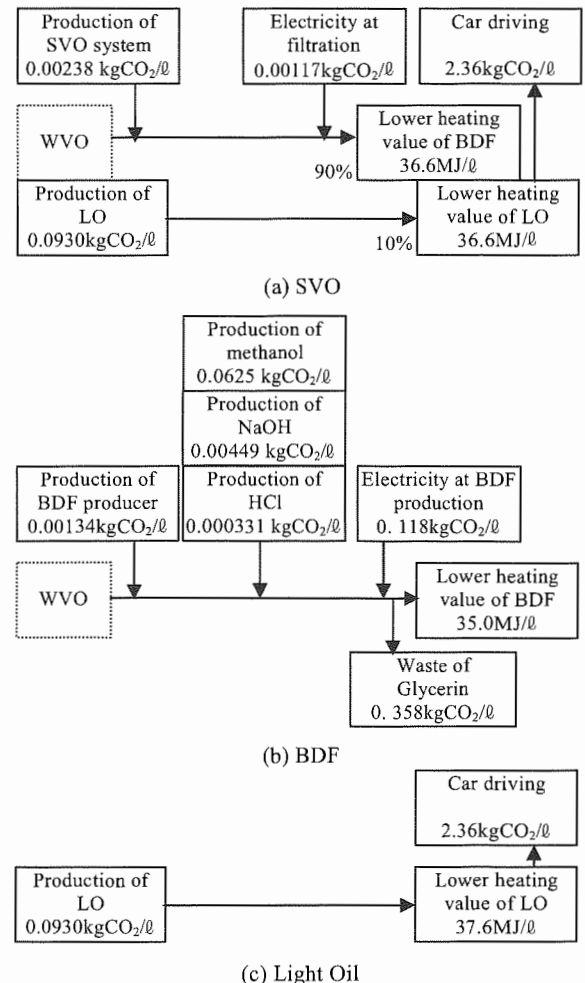 Production of
SVO system
0.00238 kgCO₂/ℓ
Electricity at
filtration
0.00117kgCO₂/ℓ
Car driving
2.36kgCO₂/ℓ
WVO
Lower heating
value of BDF
36.6MJ/ℓ
90%
Production of
LO
0.0930kgCO₂/ℓ
Lower heating
value of LO
36.6MJ/ℓ
10%
(a) SVO
Production of
methanol
0.0625 kgCO₂/ℓ
Production of
NaOH
0.00449 kgCO₂/ℓ
Production of
BDF producer
0.00134kgCO₂/ℓ
Production of
HCl
0.000331 kgCO₂/ℓ
Electricity at BDF
production
0. 118kgCO₂/ℓ
WVO
Lower heating
value of BDF
35.0MJ/ℓ
Waste of
Glycerin
0. 358kgCO₂/ℓ
(b) BDF
Car driving
2.36kgCO₂/ℓ
Production of
LO
0.0930kgCO₂/ℓ
Lower heating
value of LO
37.6MJ/ℓ
(c) Light Oil